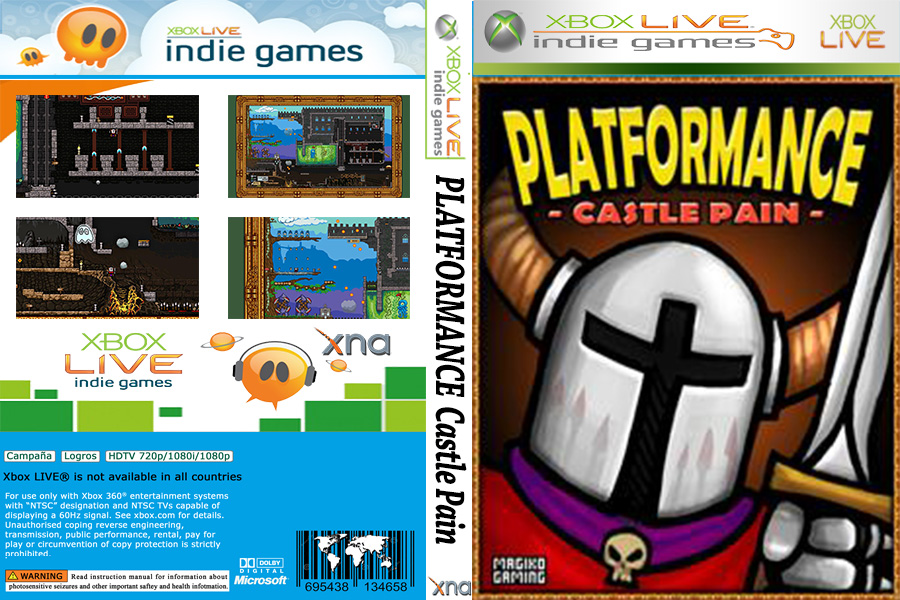 XBOX LIVE
indie games
XBOX LIVE
indie games
xna
Campaña Logros HDTV 720p/1080i/1080p
Xbox LIVE® is not available in all countries
For use only with Xbox 360® entertainment systems
with “NTSC” designation and NTSC TVs capable of
displaying a 60Hz signal. See xbox.com for details.
Unauthorised coping reverse engineering,
transmission, public performance, rental, pay for
play or circumvention of copy protection is strictly
prohibited.
WARNING Read instruction manual for information about
photosensitive seizures and other important saftey and health infotmation.
DOLBY
DIGITAL
Microsoft
695438 134658
XBOX LIVE
indie games
PLATFORMANCE Castle Pain
xna
XBOX LIVE
indie games
XBOX
LIVE
PLATFORMANCE
- CASTLE PAIN -
MAGIKO
GAMING